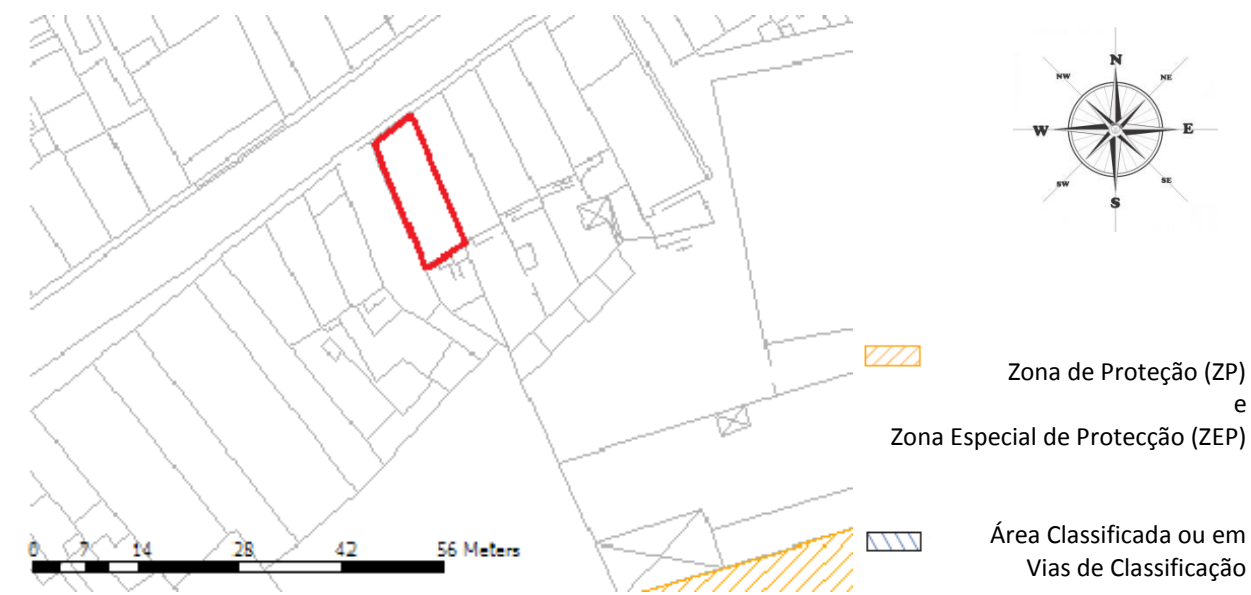 N
NW
NE
W
E
SW
SE
S
Zona de Proteção (ZP)
e
Zona Especial de Protecção (ZEP)
Área Classificada ou em
Vias de Classificação
0 7 14 28 42 56 Meters